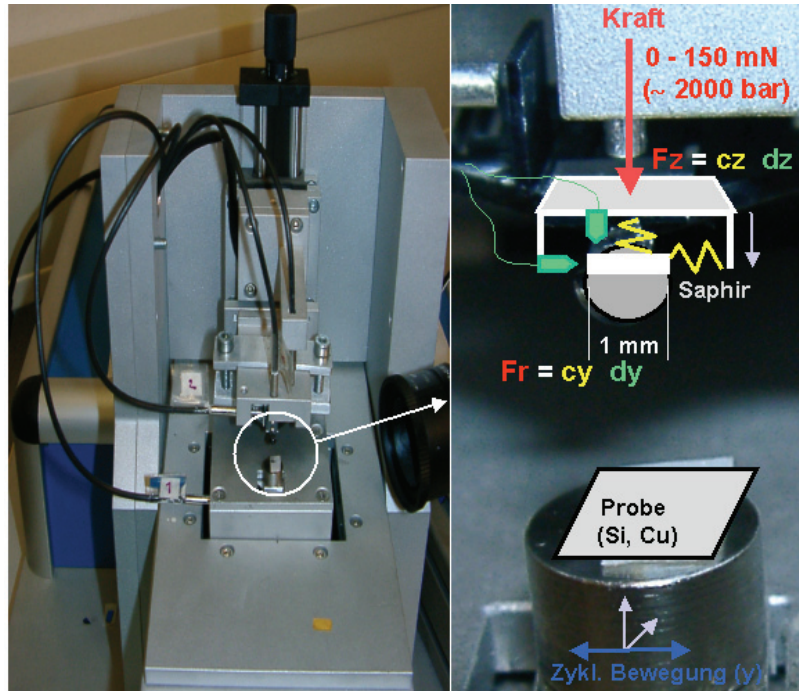 2
1
Kraft
0 - 150 mN
(~ 2000 bar)
Fz = cz dz
Saphir
1 mm
Fr = cy dy
Probe
(Si, Cu)
Zykl. Bewegung (y)